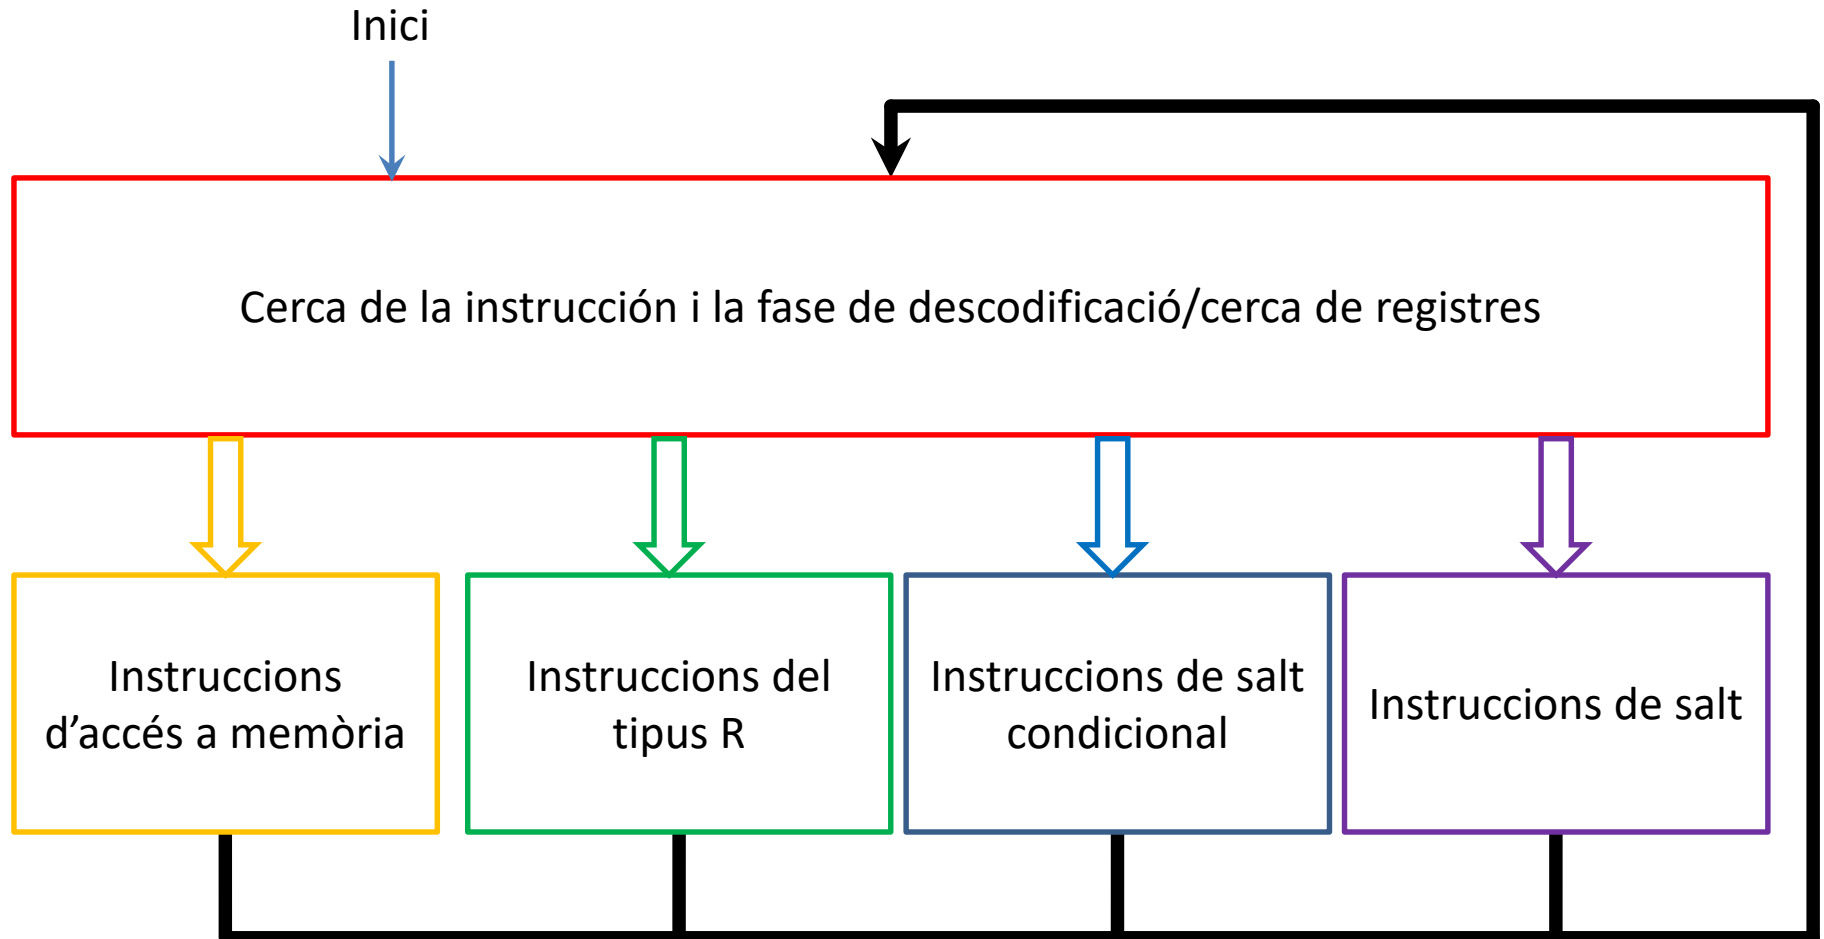 Inici
Cerca de la instrucción i la fase de descodificació/cerca de registres
Instruccions
d’accés a memòria
Instruccions del
tipus R
Instruccions de salt
condicional
Instruccions de salt